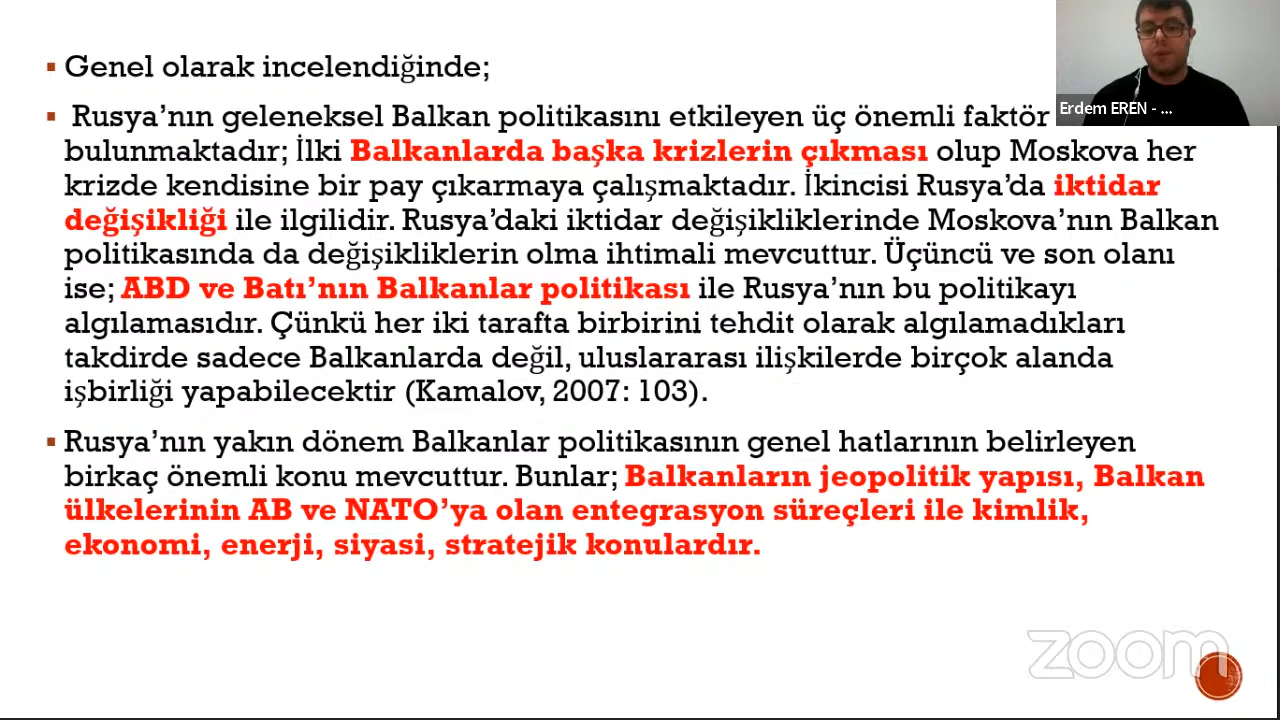 Genel olarak incelendiğinde;
Rusya’nın geleneksel Balkan politikasını etkileyen üç önemli faktör
bulunmaktadır; İlki Balkanlarda başka krizlerin çıkması olup Moskova her
krizde kendisine bir pay çıkarmaya çalışmaktadır. İkincisi Rusya’da iktidar
değişikliği ile ilgilidir. Rusya’daki iktidar değişikliklerinde Moskova’nın Balkan
politikasında da değişikliklerin olma ihtimali mevcuttur. Üçüncü ve son olanı
ise; ABD ve Batı’nın Balkanlar politikası ile Rusya’nın bu politikayı
algılamasıdır. Çünkü her iki tarafta birbirini tehdit olarak algılamadıkları
takdirde sadece Balkanlarda değil, uluslararası ilişkilerde birçok alanda
işbirliği yapabilecektir (Kamalov, 2007: 103).
Rusya’nın yakın dönem Balkanlar politikasının genel hatlarının belirleyen
birkaç önemli konu mevcuttur. Bunlar; Balkanların jeopolitik yapısı, Balkan
ülkelerinin AB ve NATO’ya olan entegrasyon süreçleri ile kimlik,
ekonomi, enerji, siyasi, stratejik konulardır.
Erdem EREN - ...
zoom